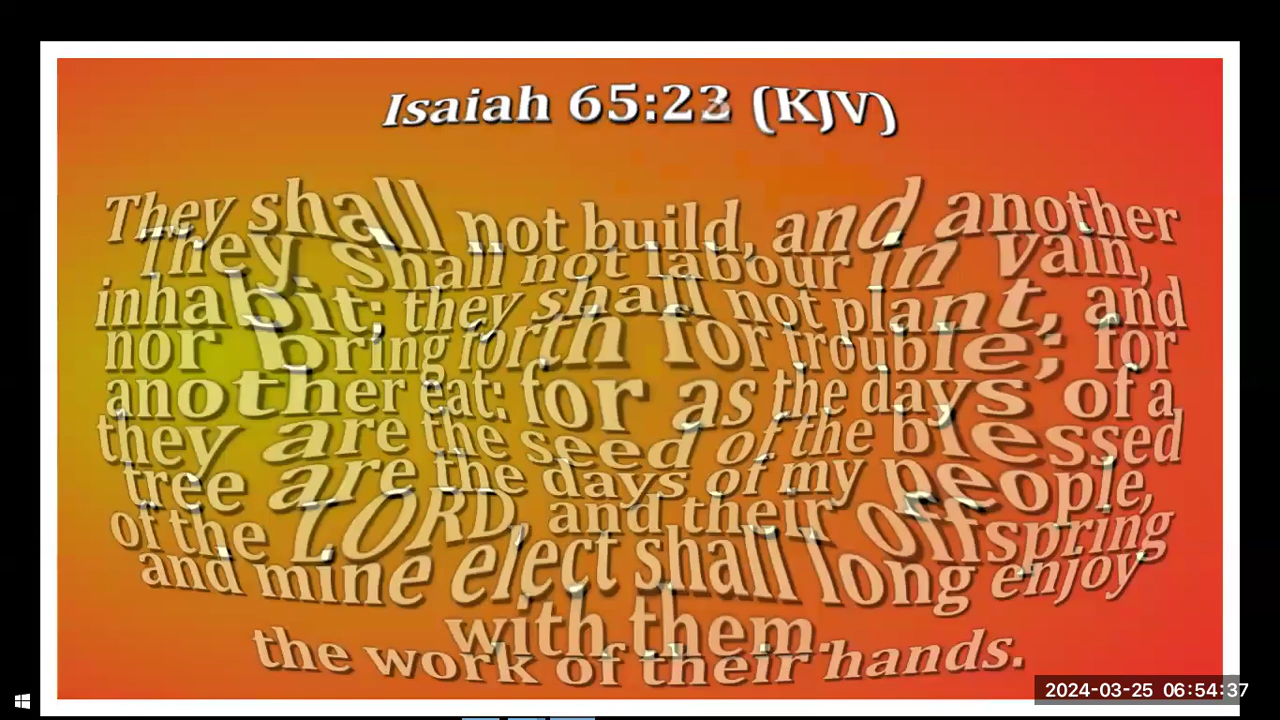 Isaiah 65:23 (KJV)
They shall not build, and another
They shall not labour in vain,
inhabit; they shall not plant, and
nor bring forth for trouble; for
another eat: for as the days of a
they are the seed of the blessed
tree are the days of my people,
of the LORD, and their offspring
and mine elect shall long enjoy
with them.
the work of their hands.
2024-03-25 06:54:37